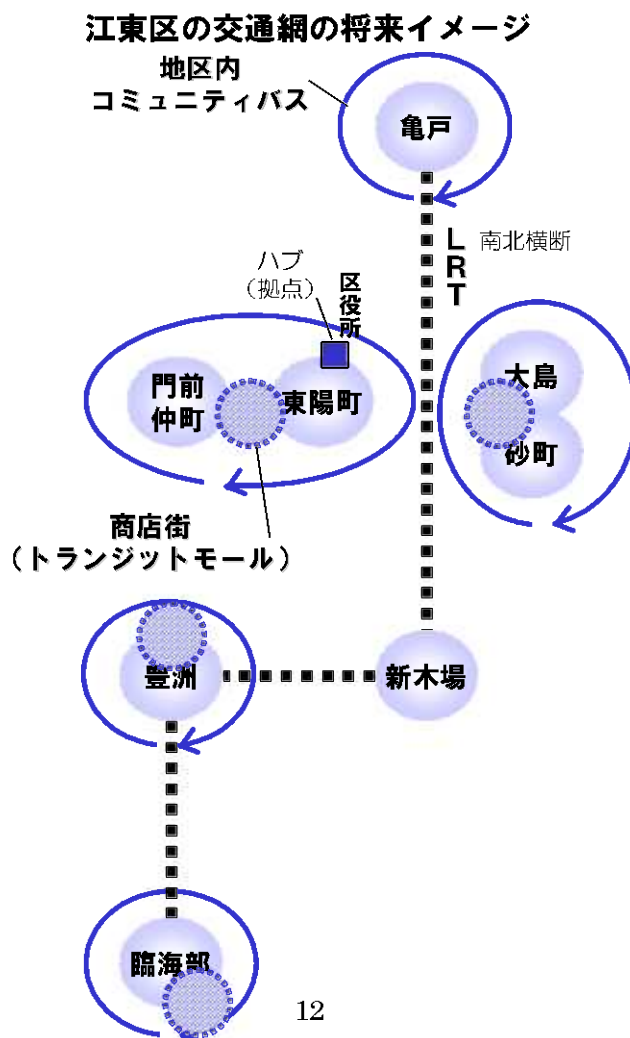 江東区の交通網の将来イメージ
地区内
コミュニティバス
亀戸
LRT
南北横断
ハブ
（拠点）
区役所
門前
仲町
東陽町
大島
砂町
商店街
（トランジットモール）
豊洲
新木場
臨海部
12